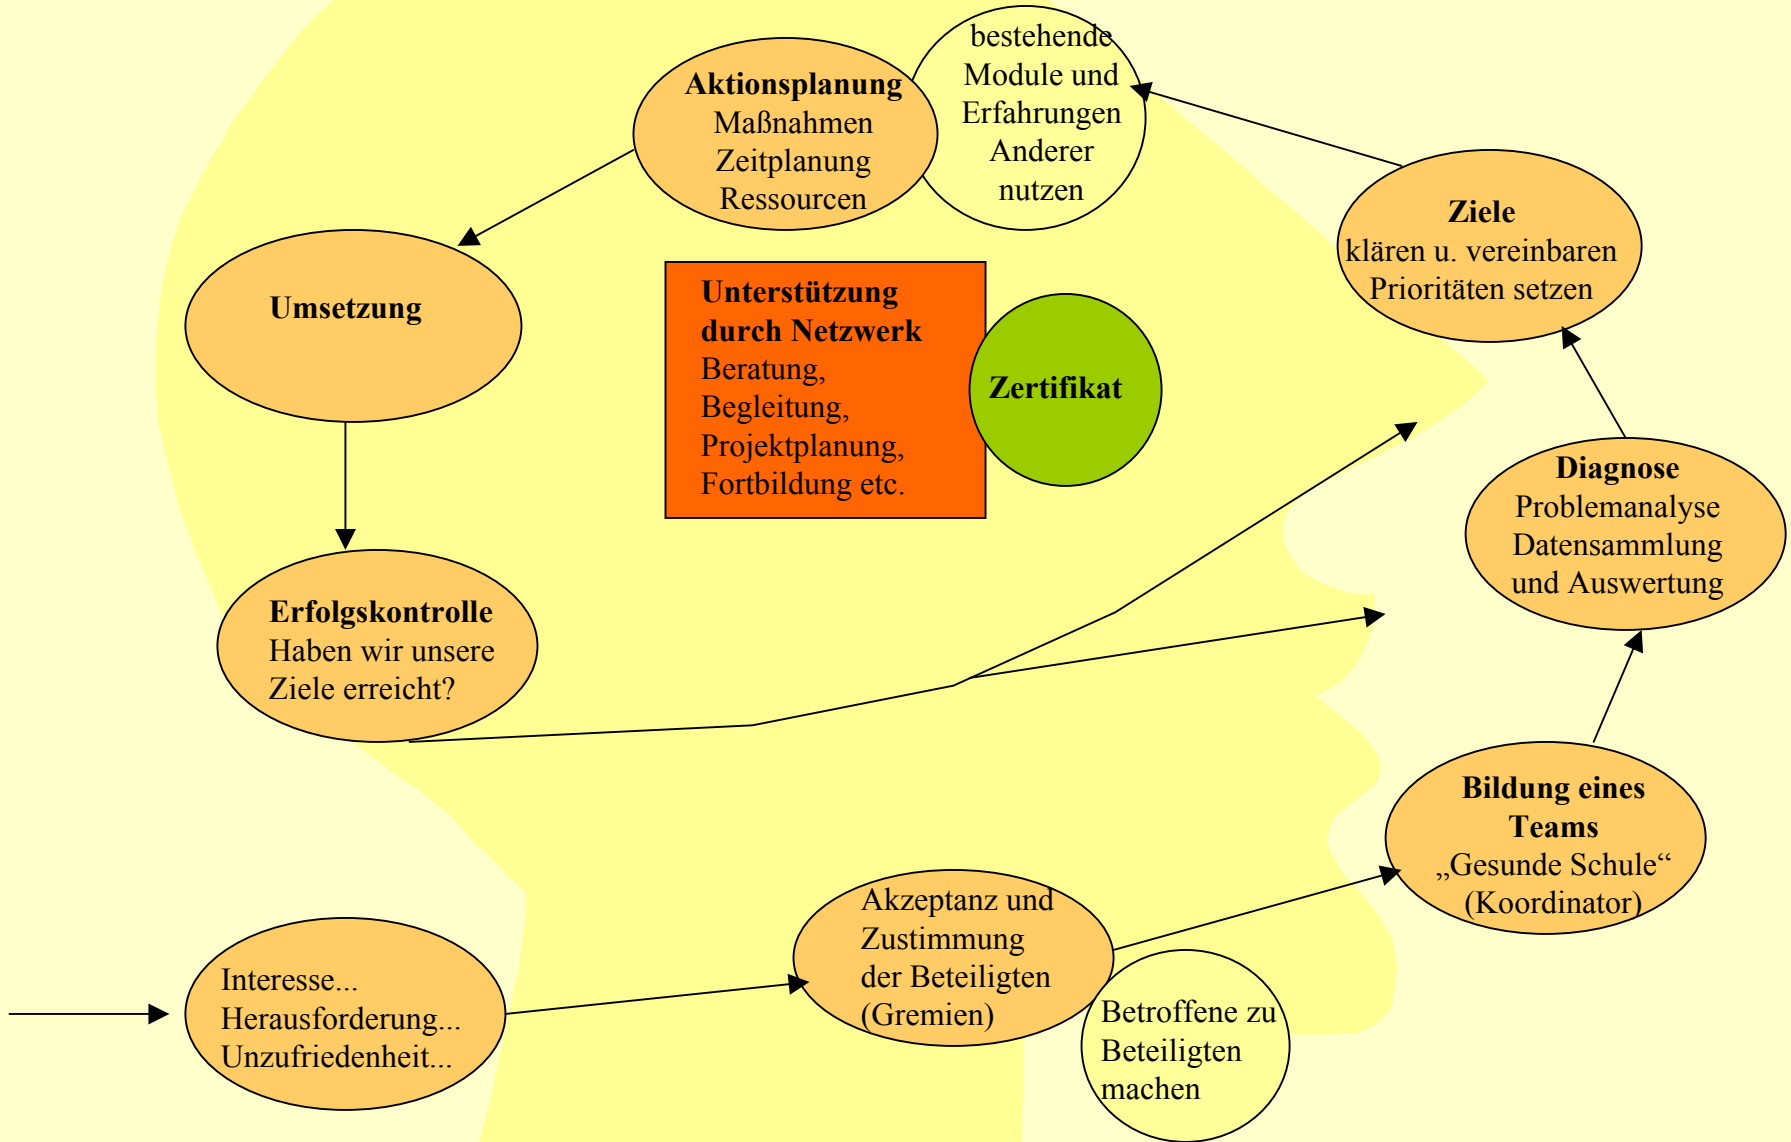 Aktionsplanung
Maßnahmen
Zeitplanung
Ressourcen
bestehende
Module und
Erfahrungen
Anderer
nutzen
Ziele
klären u. vereinbaren
Prioritäten setzen
Umsetzung
Unterstützung
durch Netzwerk
Beratung,
Begleitung,
Projektplanung,
Fortbildung etc.
Zertifikat
Diagnose
Problemanalyse
Datensammlung
und Auswertung
Erfolgskontrolle
Haben wir unsere
Ziele erreicht?
Bildung eines
Teams
„Gesunde Schule“
(Koordinator)
Akzeptanz und
Zustimmung
der Beteiligten
(Gremien)
Interesse...
Herausforderung...
Unzufriedenheit...
Betroffene zu
Beteiligten
machen